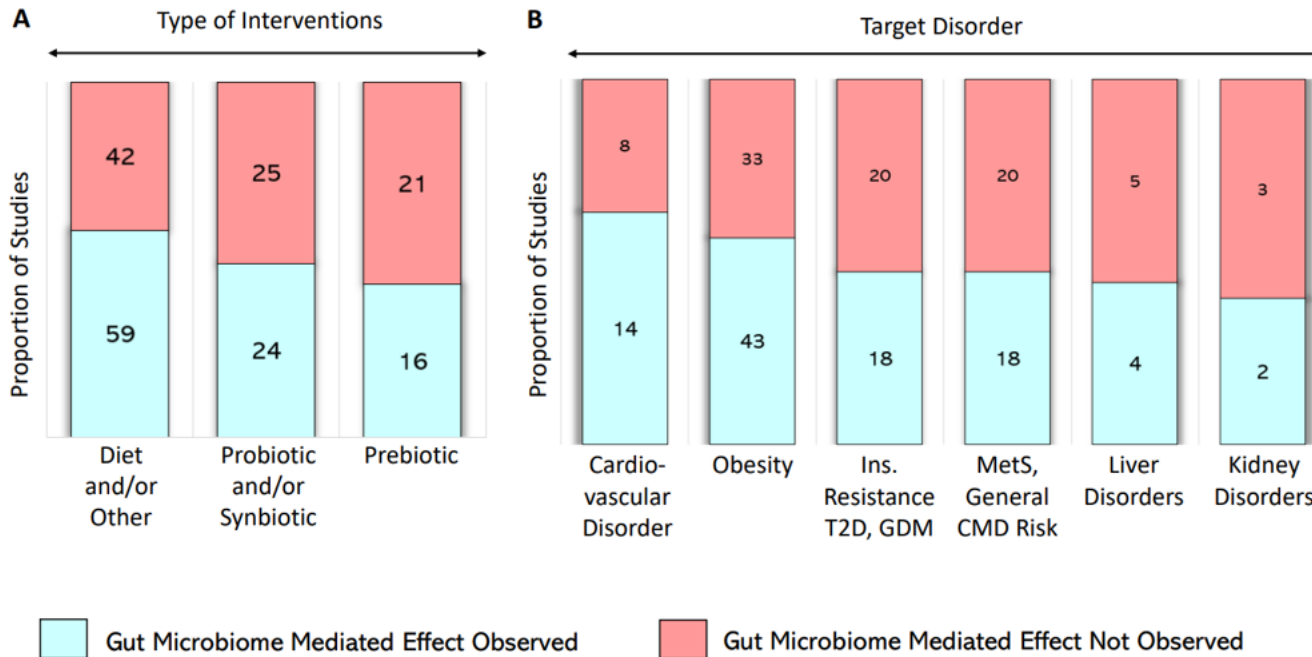 A
Type of Interventions
Proportion of Studies
42
25
21
59
24
16
Diet
and/or
Other
Probiotic
and/or
Synbiotic
Prebiotic
B
Target Disorder
Proportion of Studies
8
33
20
20
5
3
14
43
18
18
4
2
Cardio-
vascular
Disorder
Obesity
Ins.
Resistance
T2D, GDM
MetS,
General
CMD Risk
Liver
Disorders
Kidney
Disorders
Gut Microbiome Mediated Effect Observed
Gut Microbiome Mediated Effect Not Observed